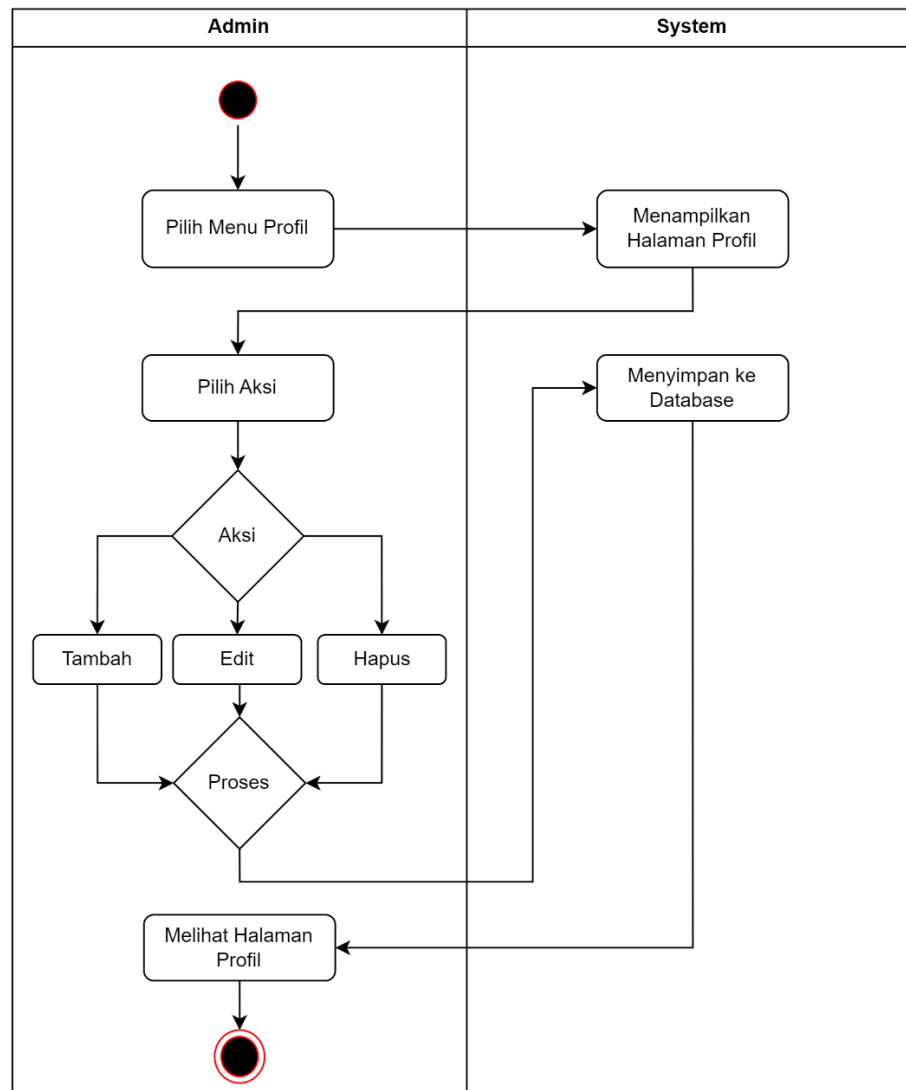 Admin
System
Pilih Menu Profil
Menampilkan
Halaman Profil
Pilih Aksi
Menyimpan ke
Database
Aksi
Tambah
Edit
Hapus
Proses
Melihat Halaman
Profil